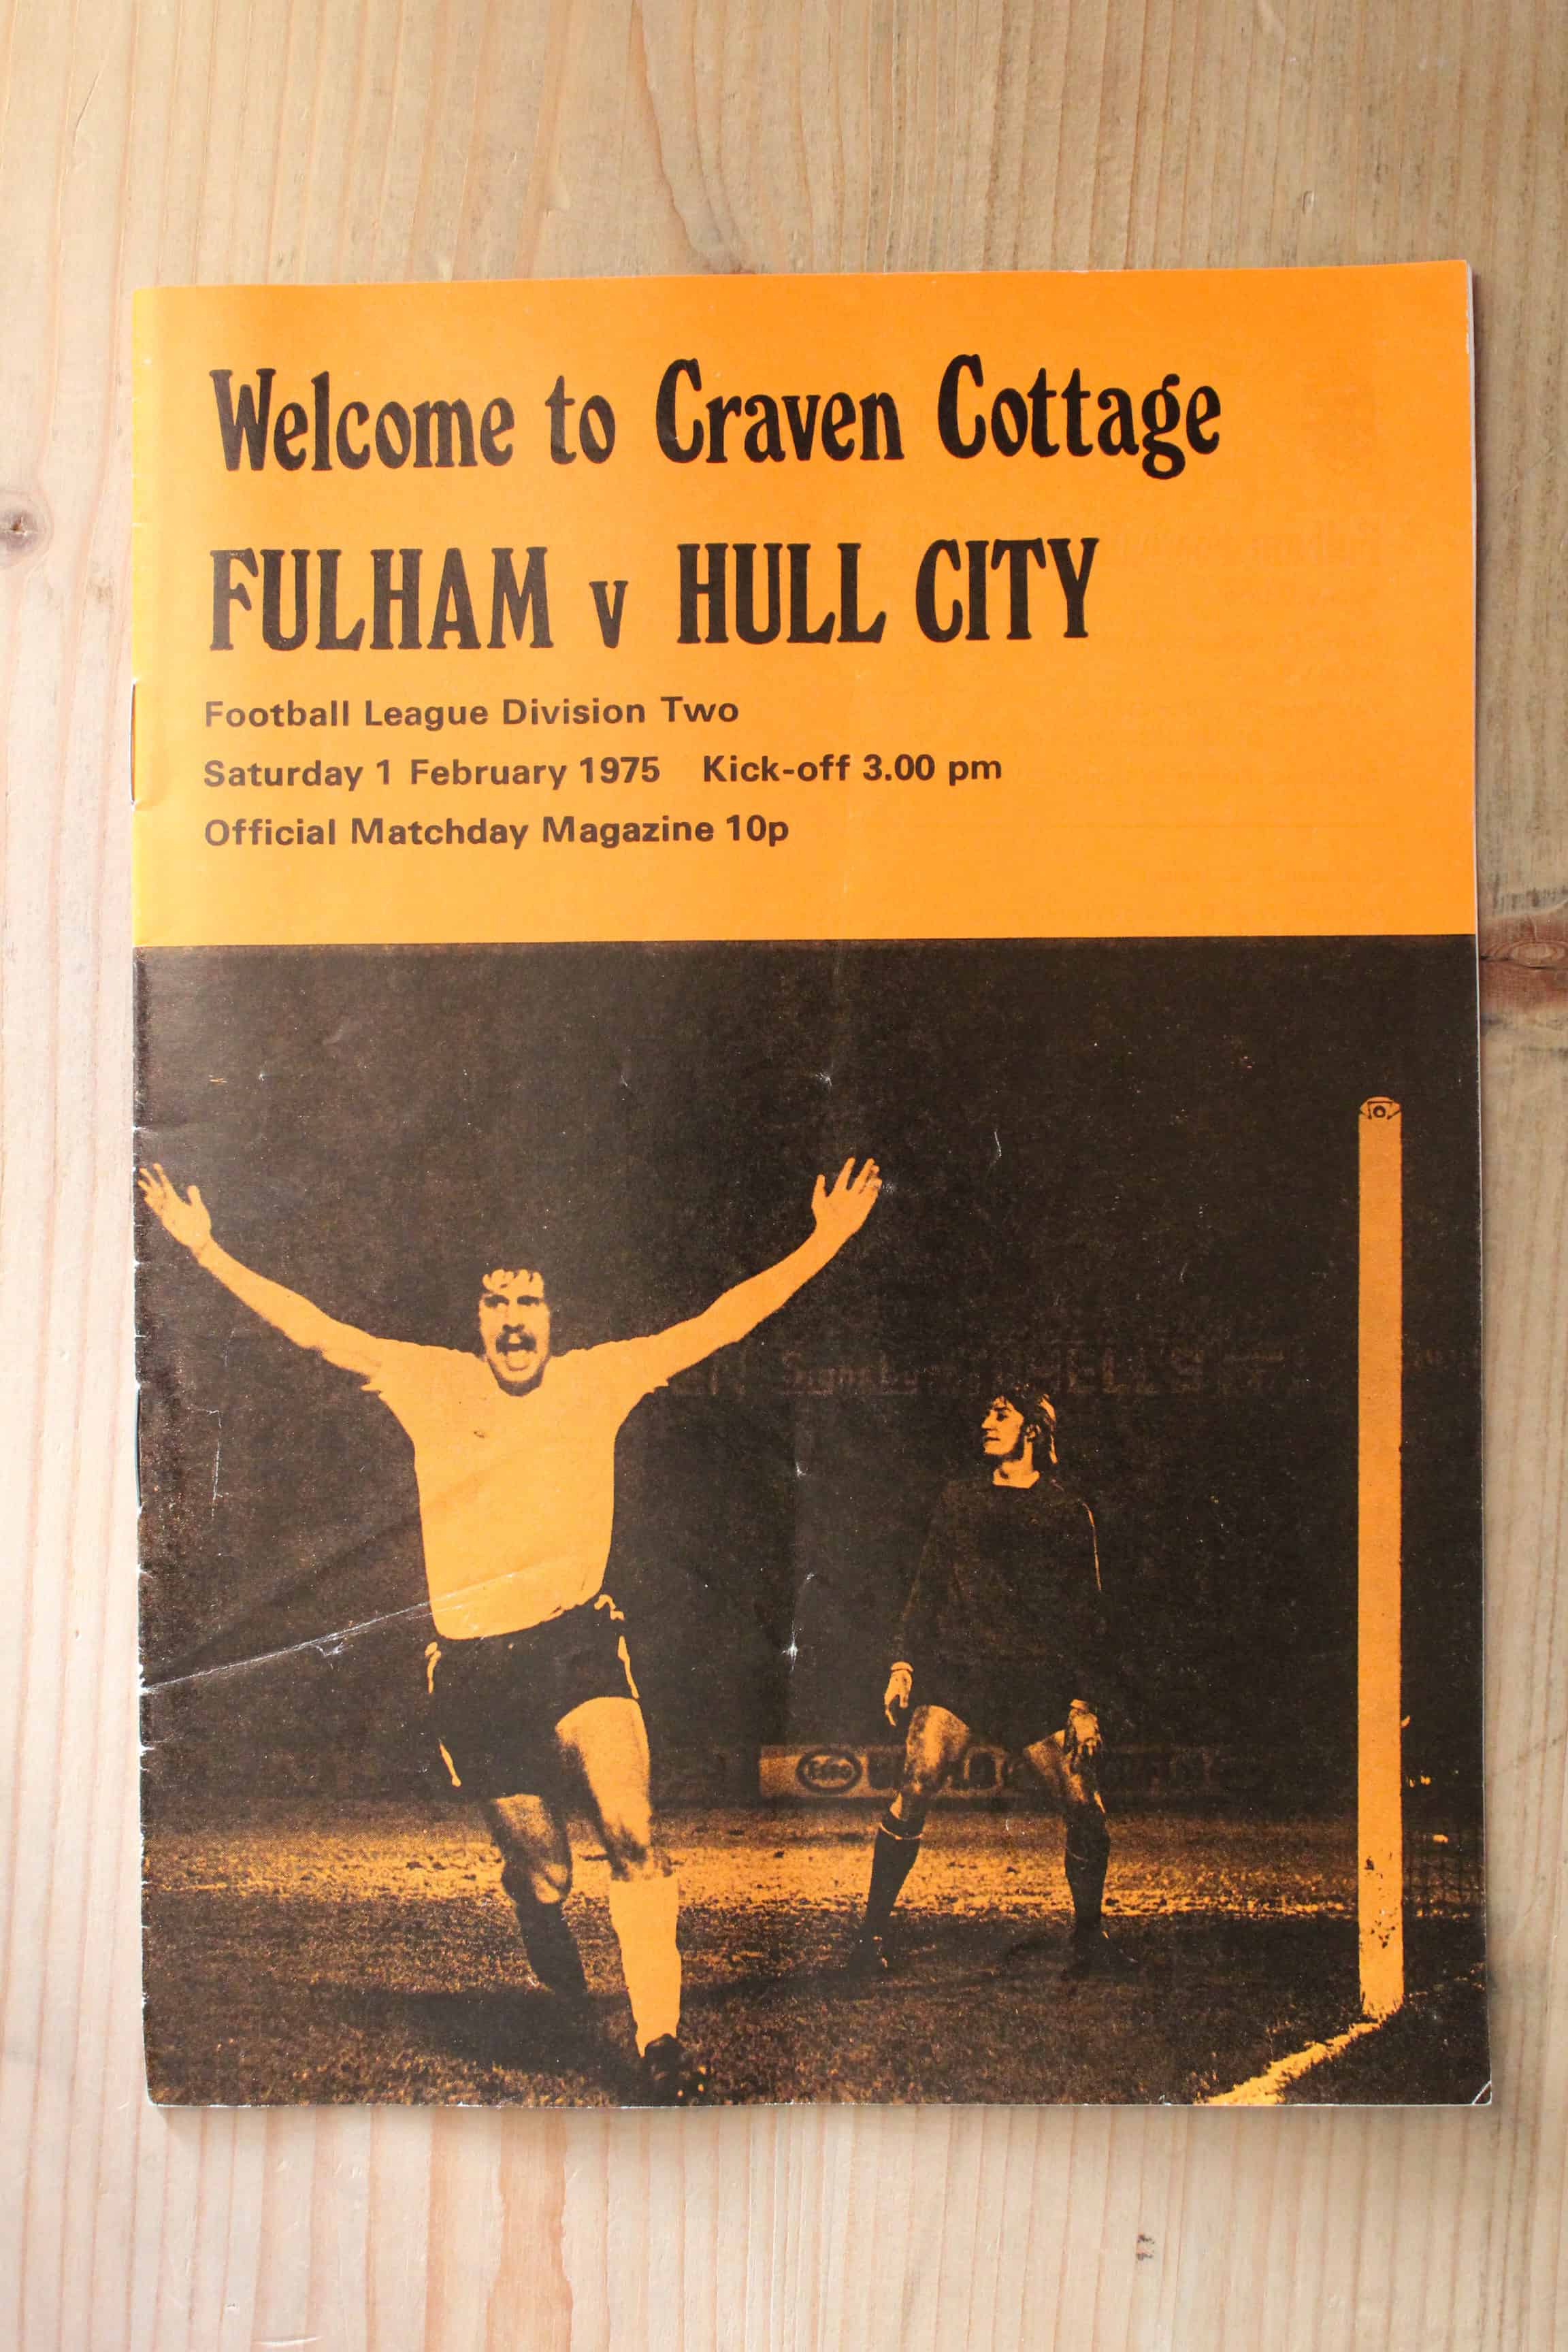 Welcome to Craven Cottage
FULHAM v HULL CITY
Football League Division Two
Saturday 1 February 1975 Kick-off 3.00 pm
Official Matchday Magazine 10p
Esso